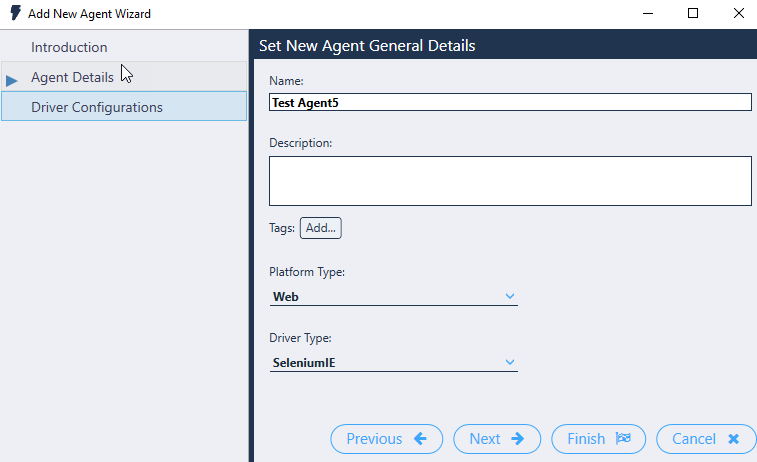 Add New Agent Wizard
Introduction
Agent Details
Driver Configurations
Set New Agent General Details
Name:
Test Agent5
Description:
Tags: Add...
Platform Type:
Web
Driver Type:
SeleniumIE
Previous Next Finish Cancel